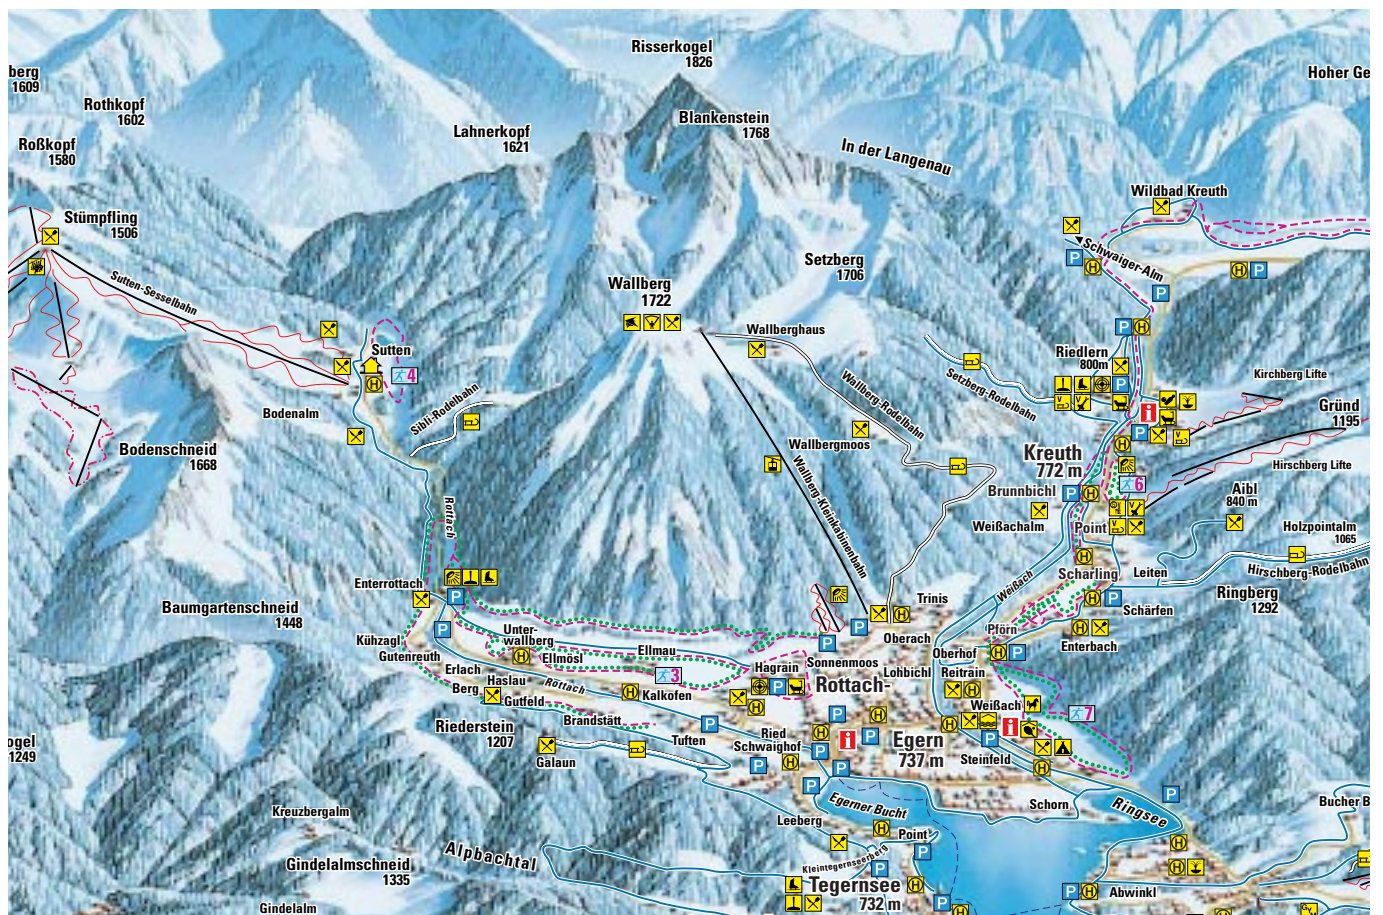 Risserkogel
1826
Hoher Ge
berg
1609
Rothkopf
1602
Blankenstein
1768
Lahnerkopf
1621
Roßkopf
1580
In der Langenau
Wildbad Kreuth
Stümpfling
1506
Schwaiger-Alm
P
H
H P
Setzberg
1706
Sutten-Sesselbahn
Wallberg
1722
P
Wallberghaus
P H
Sutten
4
H
Riedlern
800m
P
Setzberg-Rodelbahn
Kirchberg Lifte
Wallberg-Rodelbahn
Sibli-Rodelbahn
Bodenalm
V
i
Gründ
1195
P
V
H
Wallbergmoos
Bodenschneid
1668
Kreuth
772 m
Hirschberg Lifte
Wallberg-Kleinkabinenbahn
6
Brunnbichl
P H
Aibl
840 m
Rottach
Weißachalm
Point
V
Holzpointalm
1065
H
Hirschberg-Rodelbahn
Scharling
Leiten
Enterrottach
P
Weißach
H P
Ringberg
1292
Schärfen
Baumgartenschneid
1448
Trinis
H
P
P
Pförn
H
Enterbach
Kühzagl
Unter-
wallberg
Ellmau
P
Oberach
Oberhof
H P
Gutenreuth
H
Ellmösl
Sonnenmoos
Lohbichl
Erlach
Hagrain
Reitrain
3
Haslau
Rottach
P
Rottach-
H
Berg
Gutfeld
H
Kalkofen
H
Weißach
7
P
H
Brandstätt
P
H
i
Riederstein
1207
Ried
H
P
i
Egern
737 m
P
Tuften
Schwaighof
P
Steinfeld
ogel
1249
Galaun
P
H
P
H
P
P
Egerner Bucht
Schorn
Ringsee
Bucher B
Kreuzbergalm
Leeberg
H
Point
H
Alpbachtal
Kleintegernseerberg
P
Gindelalmschneid
1335
P
H
Tegernsee
732 m
H
P H
Abwinkl
P
H
Gindelalm